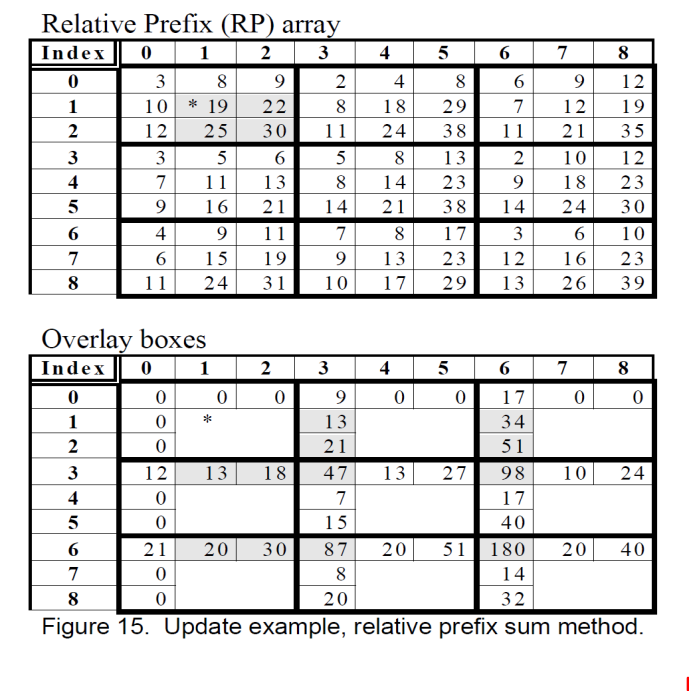 Relative Prefix (RP) array
Index 0 1 2 3 4 5 6 7 8
0 3 8 9 2 4 8 6 9 12
1 10 * 19 22 8 18 29 7 12 19
2 12 25 30 11 24 38 11 21 35
3 3 5 6 5 8 13 2 10 12
4 7 11 13 8 14 23 9 18 23
5 9 16 21 14 21 38 14 24 30
6 4 9 11 7 8 17 3 6 10
7 6 15 19 9 13 23 12 16 23
8 11 24 31 10 17 29 13 26 39
Overlay boxes
Index 0 1 2 3 4 5 6 7 8
0 0 0 0 9 0 0 17 0 0
1 0 * 13 34
2 0 21 51
3 12 13 18 47 13 27 98 10 24
4 0 7 17
5 0 15 40
6 21 20 30 87 20 51 180 20 40
7 0 8 14
8 0 20 32
Figure 15. Update example, relative prefix sum method.